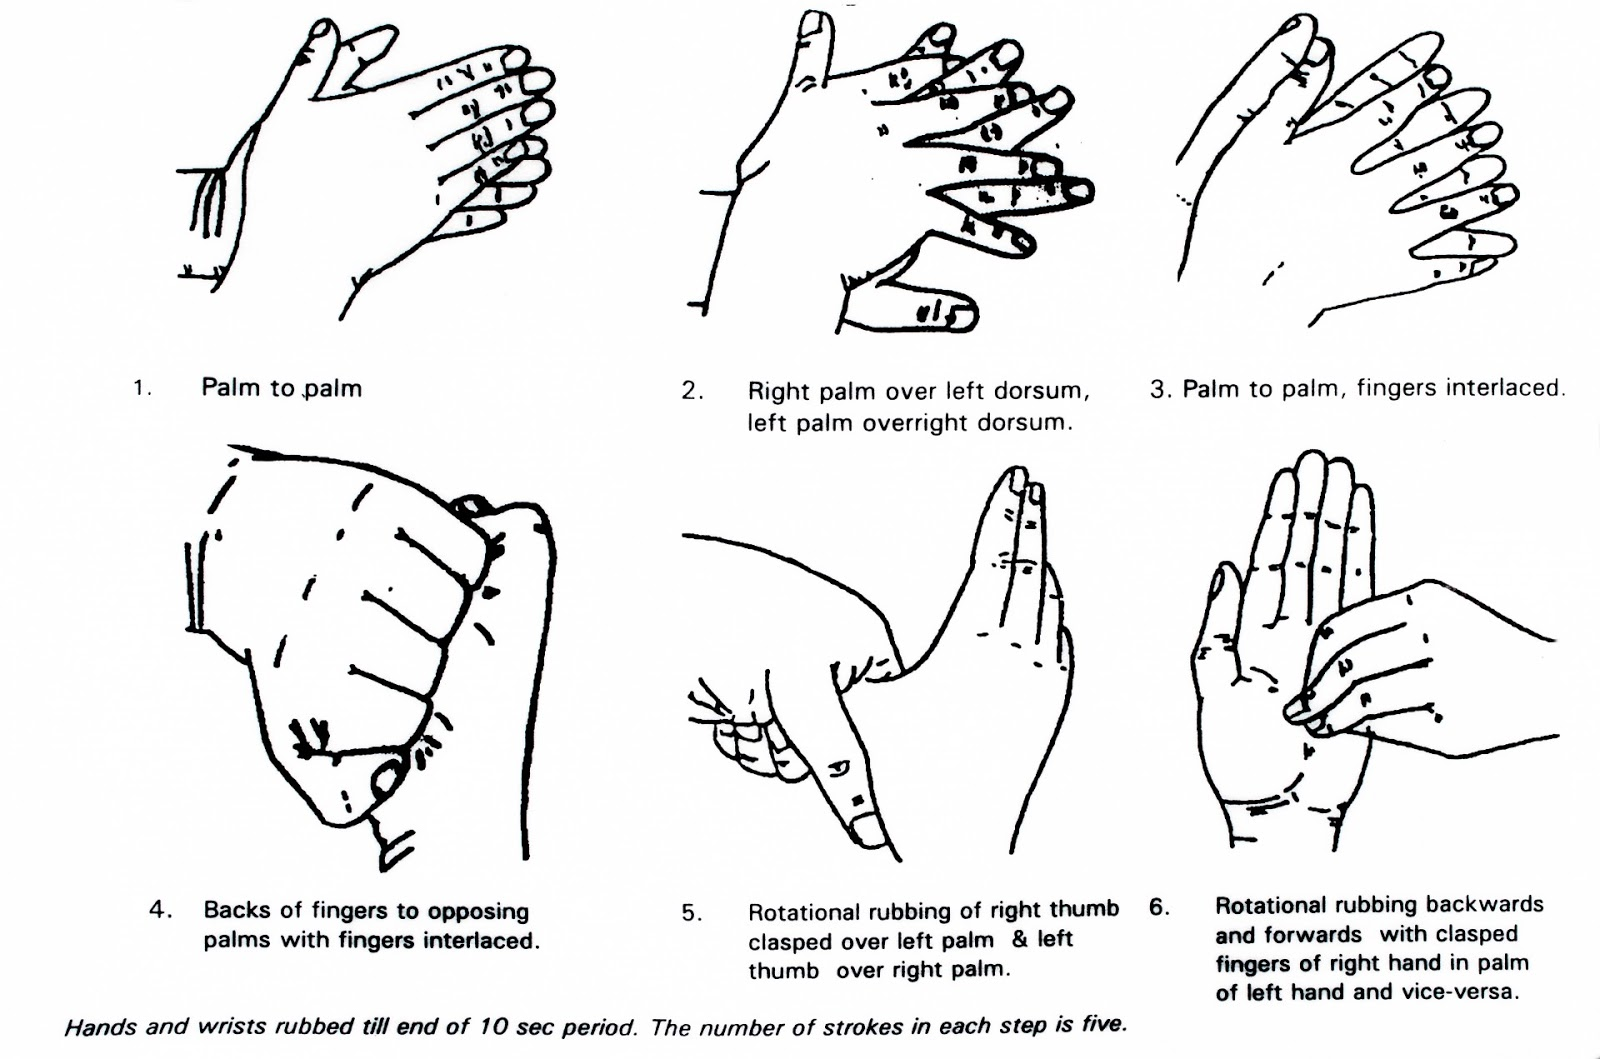 1. Palm to palm
2. Right palm over left dorsum,
left palm overright dorsum.
3. Palm to palm, fingers interlaced.
4. Backs of fingers to opposing
palms with fingers interlaced.
5. Rotational rubbing of right thumb
clasped over left palm & left
thumb over right palm.
6. Rotational rubbing backwards
and forwards with clasped
fingers of right hand in palm
of left hand and vice-versa.
Hands and wrists rubbed till end of 10 sec period. The number of strokes in each step is five.